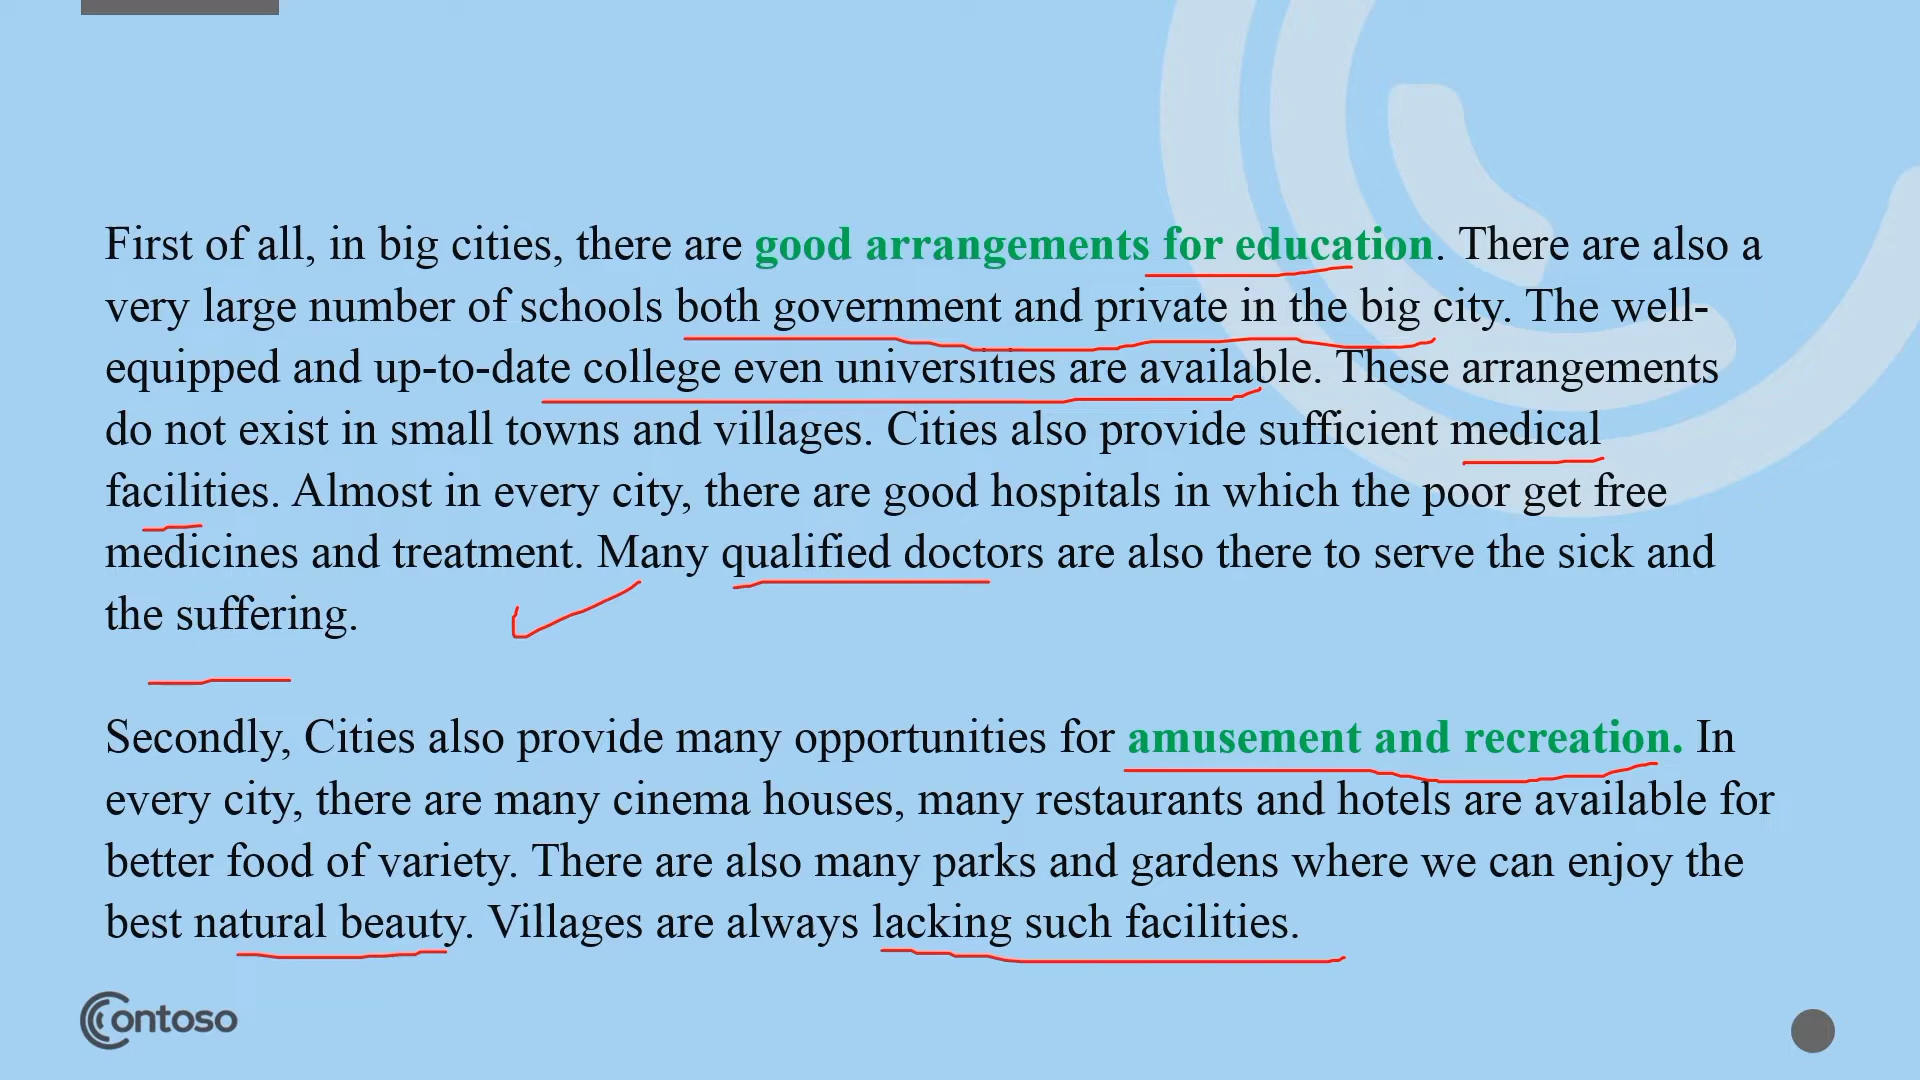 First of all, in big cities, there are good arrangements for education. There are also a
very large number of schools both government and private in the big city. The well-
equipped and up-to-date college even universities are available. These arrangements
do not exist in small towns and villages. Cities also provide sufficient medical
facilities. Almost in every city, there are good hospitals in which the poor get free
medicines and treatment. Many qualified doctors are also there to serve the sick and
the suffering.
Secondly, Cities also provide many opportunities for amusement and recreation. In
every city, there are many cinema houses, many restaurants and hotels are available for
better food of variety. There are also many parks and gardens where we can enjoy the
best natural beauty. Villages are always lacking such facilities.
Contoso